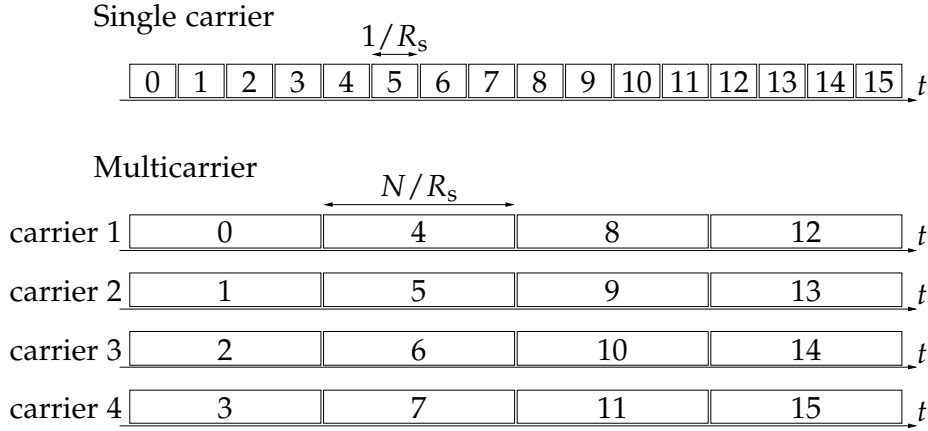 Single carrier
1/Rs
0 1 2 3 4 5 6 7 8 9 10 11 12 13 14 15 t
Multicarrier
N/Rs
carrier 1 0 4 8 12 t
carrier 2 1 5 9 13 t
carrier 3 2 6 10 14 t
carrier 4 3 7 11 15 t